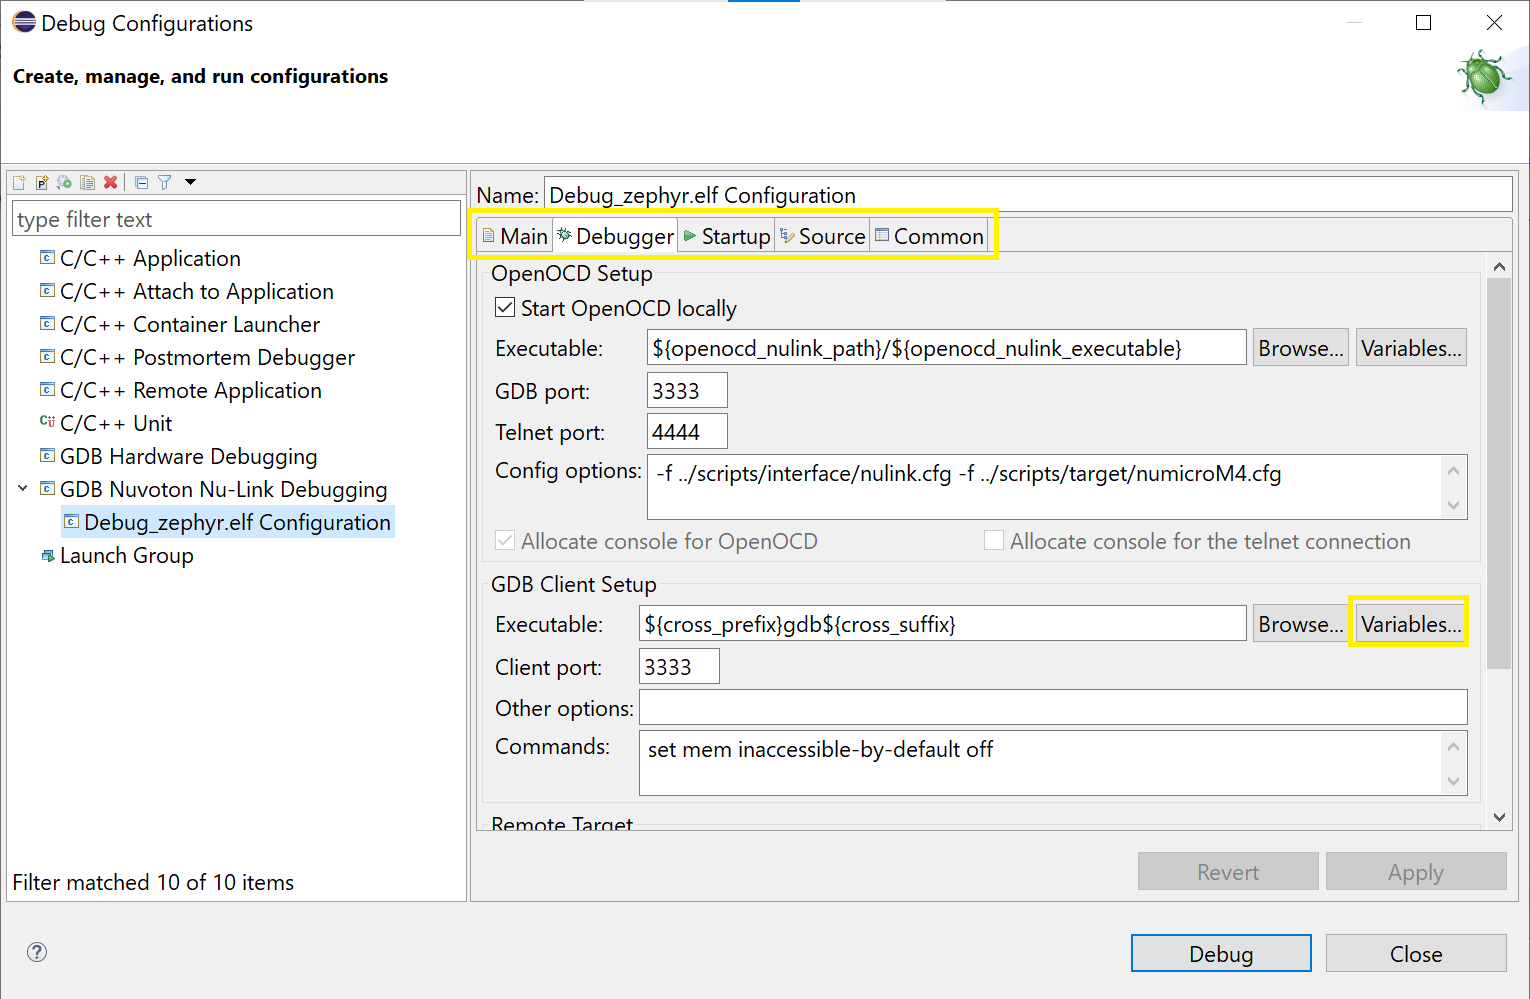 Debug Configurations
Create, manage, and run configurations
type filter text
C/C++ Application
C/C++ Attach to Application
C/C++ Container Launcher
C/C++ Postmortem Debugger
C/C++ Remote Application
C/C++ Unit
GDB Hardware Debugging
GDB Nuvoton Nu-Link Debugging
Debug_zephyr.elf Configuration
Launch Group
Filter matched 10 of 10 items
Name: Debug_zephyr.elf Configuration
Main Debugger Startup Source Common
OpenOCD Setup
Start OpenOCD locally
Executable: ${openocd_nulink_path}/${openocd_nulink_executable} Browse... Variables...
GDB port: 3333
Telnet port: 4444
Config options: -f ../scripts/interface/nulink.cfg -f ../scripts/target/numicroM4.cfg
Allocate console for OpenOCD Allocate console for the telnet connection
GDB Client Setup
Executable: ${cross_prefix}gdb${cross_suffix} Browse... Variables...
Client port: 3333
Other options:
Commands: set mem inaccessible-by-default off
Remote Target
Revert Apply
Debug Close